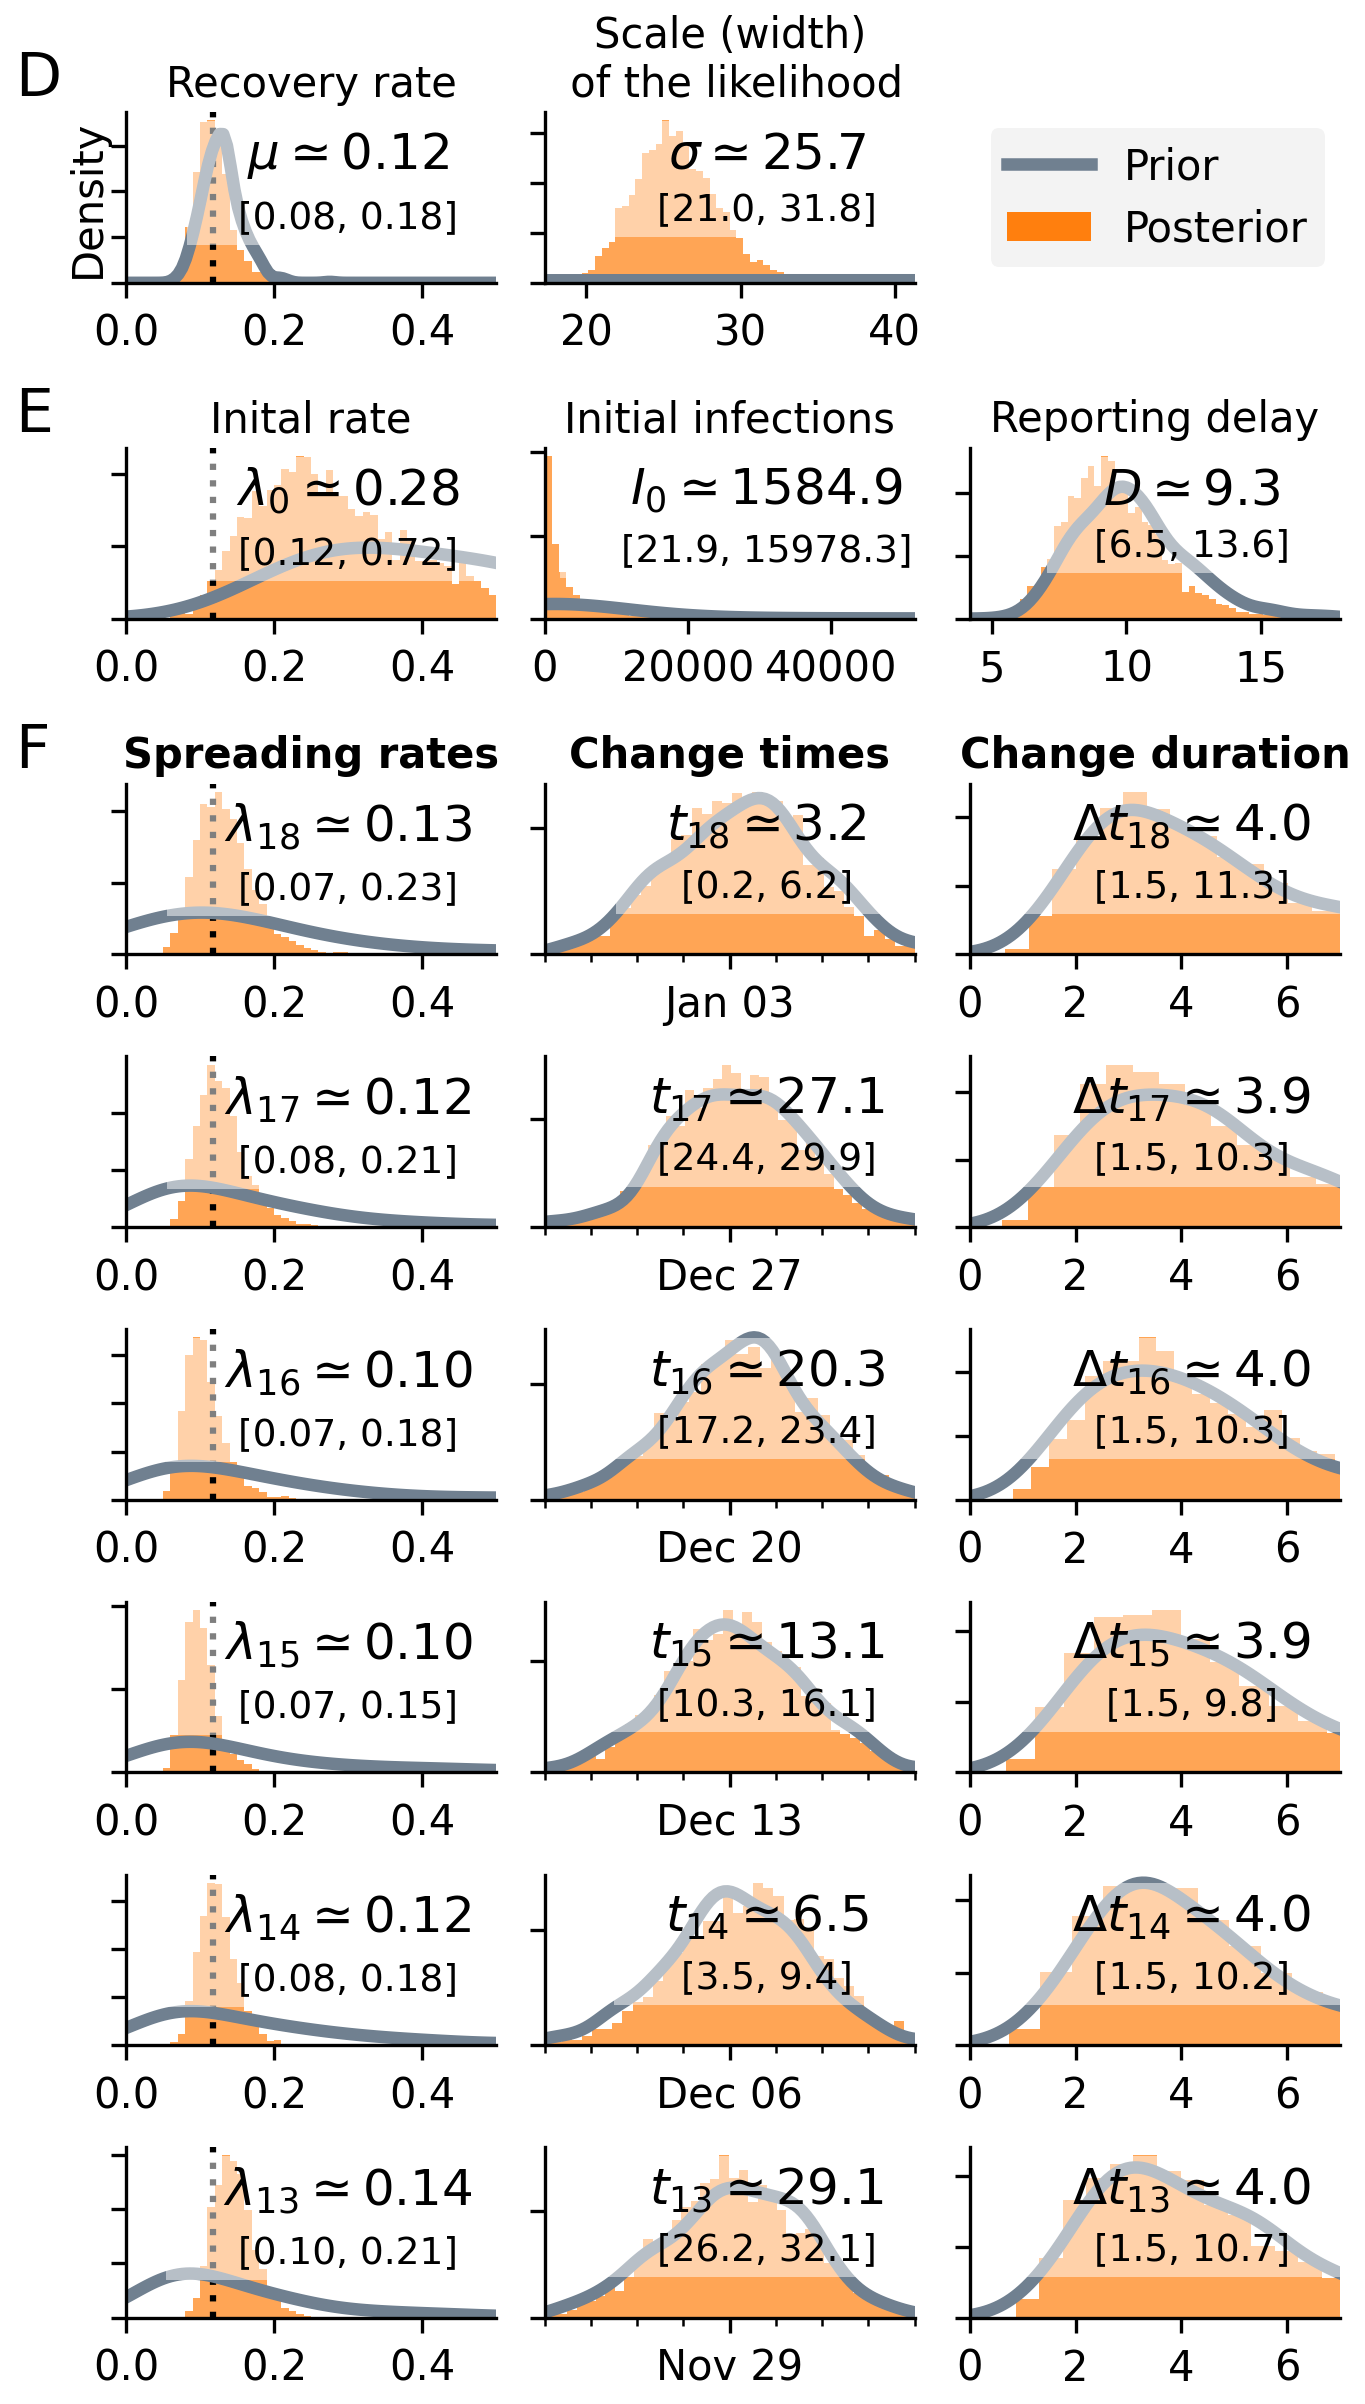 D
Recovery rate
Scale (width)
of the likelihood
Density
μ ≃ 0.12
[0.08, 0.18]
0.0 0.2 0.4
σ ≃ 25.7
[21.0, 31.8]
20 30 40
Prior
Posterior
E
Inital rate
λ0 ≃ 0.28
[0.12, 0.72]
0.0 0.2 0.4
Initial infections
I0 ≃ 1584.9
[21.9, 15978.3]
0 20000 40000
Reporting delay
D ≃ 9.3
[6.5, 13.6]
5 10 15
F
Spreading rates
Change times
Change duration
λ18 ≃ 0.13
[0.07, 0.23]
0.0 0.2 0.4
t18 ≃ 3.2
[0.2, 6.2]
Jan 03
Δt18 ≃ 4.0
[1.5, 11.3]
0 2 4 6
λ17 ≃ 0.12
[0.08, 0.21]
0.0 0.2 0.4
t17 ≃ 27.1
[24.4, 29.9]
Dec 27
Δt17 ≃ 3.9
[1.5, 10.3]
0 2 4 6
λ16 ≃ 0.10
[0.07, 0.18]
0.0 0.2 0.4
t16 ≃ 20.3
[17.2, 23.4]
Dec 20
Δt16 ≃ 4.0
[1.5, 10.3]
0 2 4 6
λ15 ≃ 0.10
[0.07, 0.15]
0.0 0.2 0.4
t15 ≃ 13.1
[10.3, 16.1]
Dec 13
Δt15 ≃ 3.9
[1.5, 9.8]
0 2 4 6
λ14 ≃ 0.12
[0.08, 0.18]
0.0 0.2 0.4
t14 ≃ 6.5
[3.5, 9.4]
Dec 06
Δt14 ≃ 4.0
[1.5, 10.2]
0 2 4 6
λ13 ≃ 0.14
[0.10, 0.21]
0.0 0.2 0.4
t13 ≃ 29.1
[26.2, 32.1]
Nov 29
Δt13 ≃ 4.0
[1.5, 10.7]
0 2 4 6